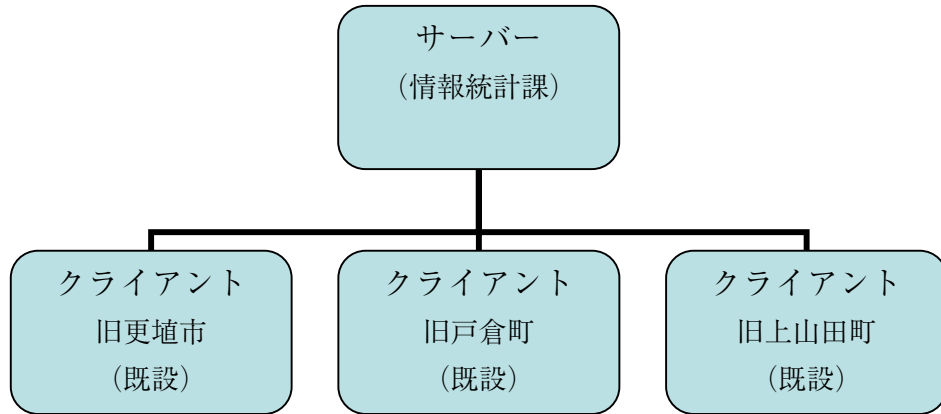 サーバー
（情報統計課）
クライアント
旧更埴市
（既設）
クライアント
旧戸倉町
（既設）
クライアント
旧上山田町
（既設）